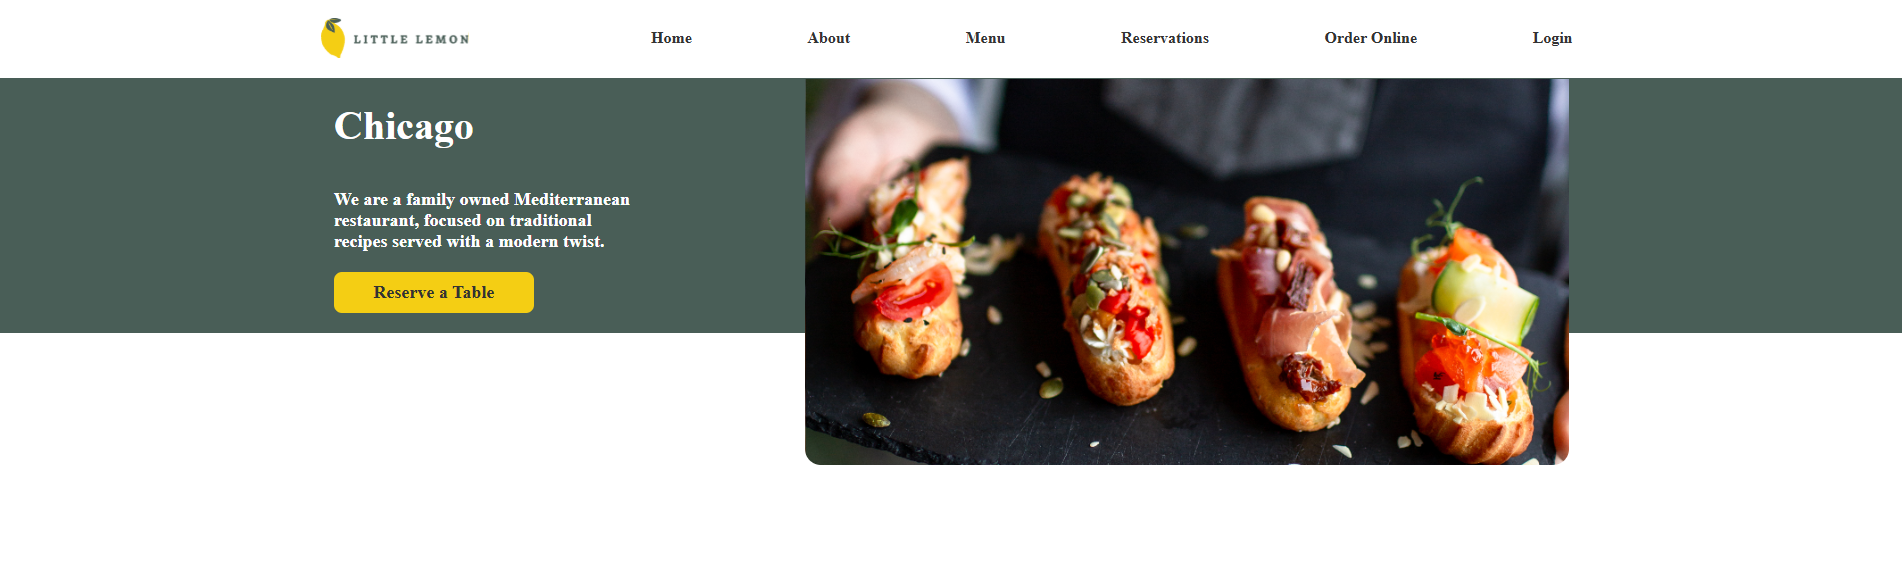 LITTLE LEMON
Home
About
Menu
Reservations
Order Online
Login
Chicago
We are a family owned Mediterranean
restaurant, focused on traditional
recipes served with a modern twist.
Reserve a Table